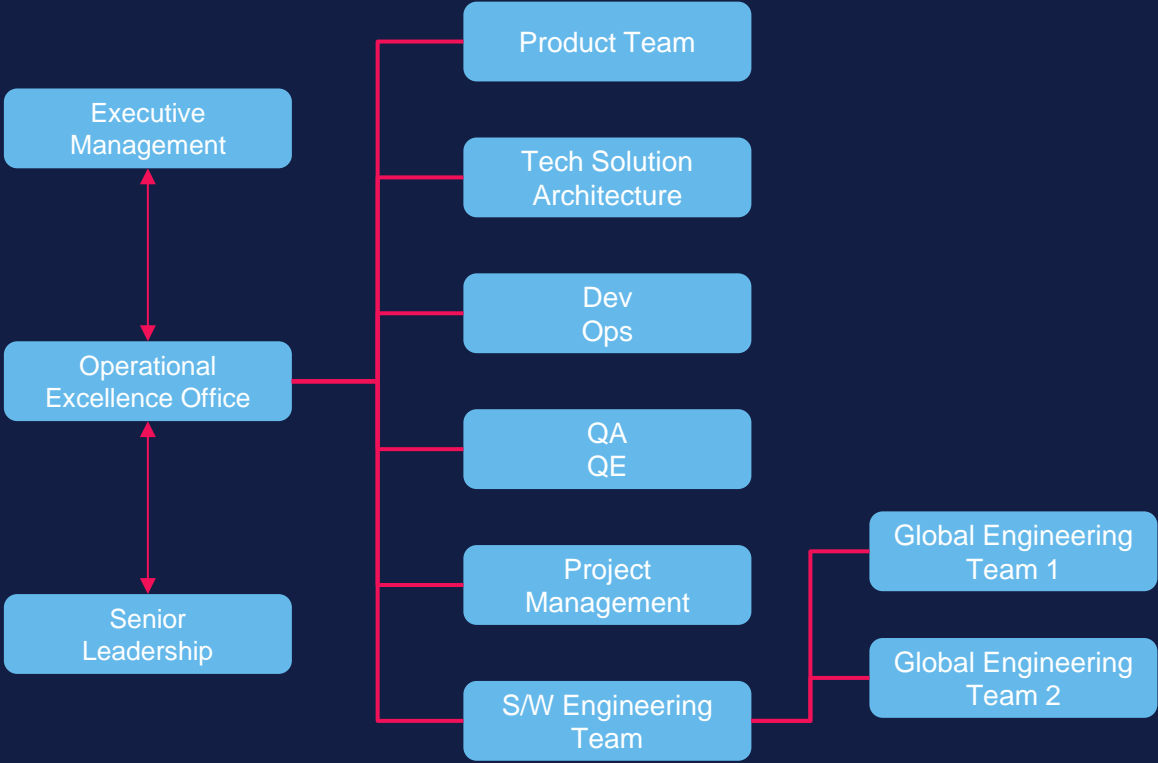 Product Team
Executive
Management
Tech Solution
Architecture
Dev
Ops
Operational
Excellence Office
QA
QE
Project
Management
Senior
Leadership
S/W Engineering
Team
Global Engineering
Team 1
Global Engineering
Team 2